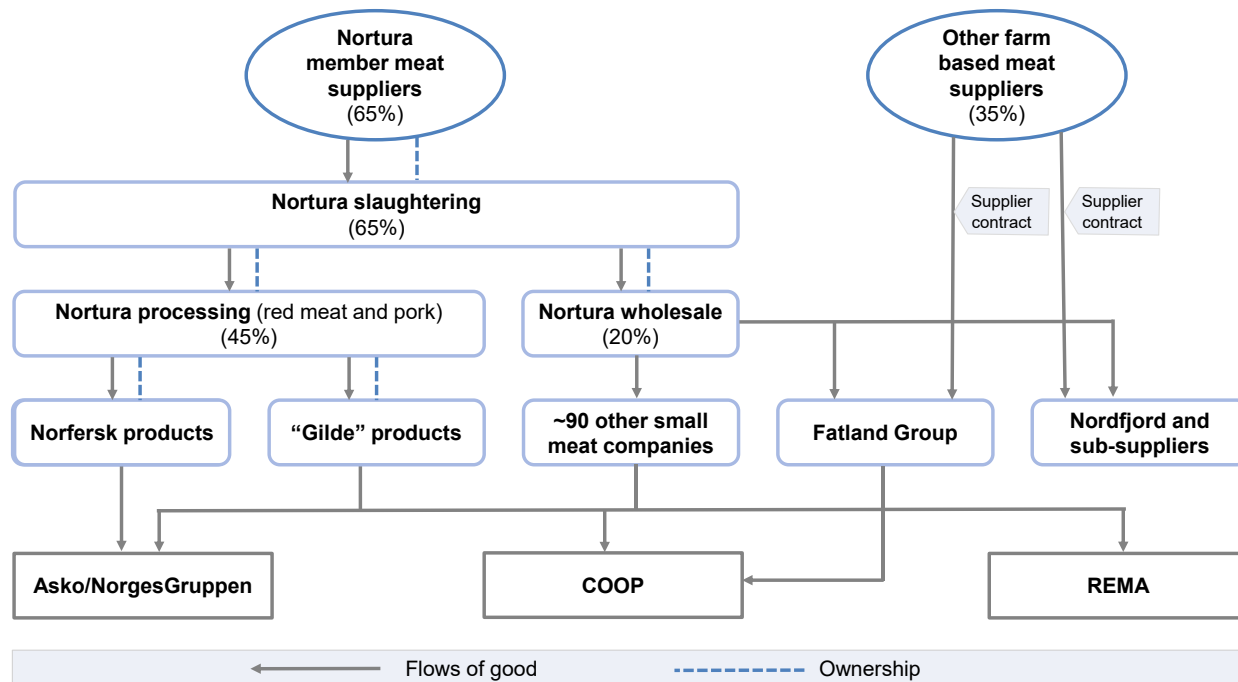 Nortura
member meat
suppliers
(65%)
Other farm
based meat
suppliers
(35%)
Nortura slaughtering
(65%)
Supplier
contract
Supplier
contract
Nortura processing (red meat and pork)
(45%)
Nortura wholesale
(20%)
Norfersk products
“Gilde” products
~90 other small
meat companies
Fatland Group
Nordfjord and
sub-suppliers
Asko/NorgesGruppen
COOP
REMA
Flows of good
Ownership